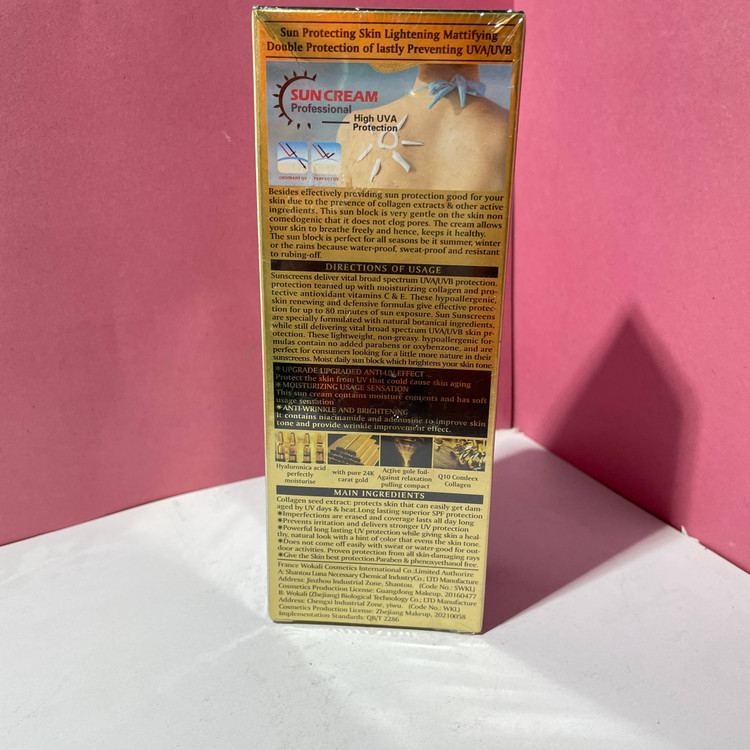 Sun Protecting Skin Lightening Mattifying
Double Protection of lastly Preventing UVA/UVB
SUN CREAM
Professional
High UVA
Protection
ORDINARY UV
PERFECT UV
Besides effectively providing sun protection good for your
skin due to the presence of collagen extracts & other active
ingredients. This sun block is very gentle on the skin non
comedogenic that it does not clog pores. The cream allows
your skin to breathe freely and hence, keeps it healthy.
The sun block is perfect for all seasons be it summer, winter
or the rains because water-proof, sweat-proof and resistant
to rubing-off.
DIRECTIONS OF USAGE
Sunscreens deliver vital broad spectrum UVA/UVB protection.
protection teamed up with moisturizing collagen and pro-
tective antioxidant vitamins C & E. These hypoallergenic,
skin renewing and defensive formulas give effective protec-
tion for up to 80 minutes of sun exposure. Sun Sunscreens
are specially formulated with natural botanical ingredients,
while still delivering vital broad spectrum UVA/UVB skin pr-
otection. These lightweight, non-greasy. hypoallergenic for-
mulas contain no added parabens or oxybenzone, and are
perfect for consumers looking for a little more nature in their
sunscreens. Moist daily sun block which brightens your skin tone.
*UPGRADE/UPGRADED ANTI-UV EFFECT
Protect the skin from UV that could cause skin aging
*MOISTURIZING USAGE SENSATION
This sun cream contains moisture contents and has soft
usage sensation
*ANTI-WRINKLE AND BRIGHTENING
It contains niacinamide and adenosine to improve skin
tone and provide wrinkle improvement effect.
Hyaluronica acid
perfectly
moisturise
with pure 24K
carat gold
Active gole foil-
Against relaxation
pulling compact
Q10 Comleex
Collagen
MAIN INGREDIENTS
Collagen seed extract: protects skin that can easily get dam-
aged by UV days & heat.Long lasting superior SPF protection
*Imperfections are erased and coverage lasts all day long
*Prevents irritation and delivers stronger UV protection
*Powerful long lasting UV protection while giving skin a heal-
thy, natural look with a hint of color that evens the skin tone.
*Does not come off easily with sweat or water-good for out-
door activities. Proven protection from all skin-damaging rays
*Give the Skin best protection.Paraben & phenoxyethanol free.
France Wokali Cosmetics International Co.,Limited Authorize
A: Shantou Luna Necessary Chemical IndustryCo., LTD Manufacture
Address: Jinzhou Industrial Zone, Shantou. (Code No.: SWKL)
Cosmetics Production License: Guangdong Makeup, 20160477
B: Wokali (Zhejiang) Biological Technology Co.; LTD Manufacture
Address: Chengxi Industrial Zone, yiwu. (Code No.: WKL)
Cosmetics Production License: Zhejiang Makeup, 20210058
Implementation Standards: QB/T 2286